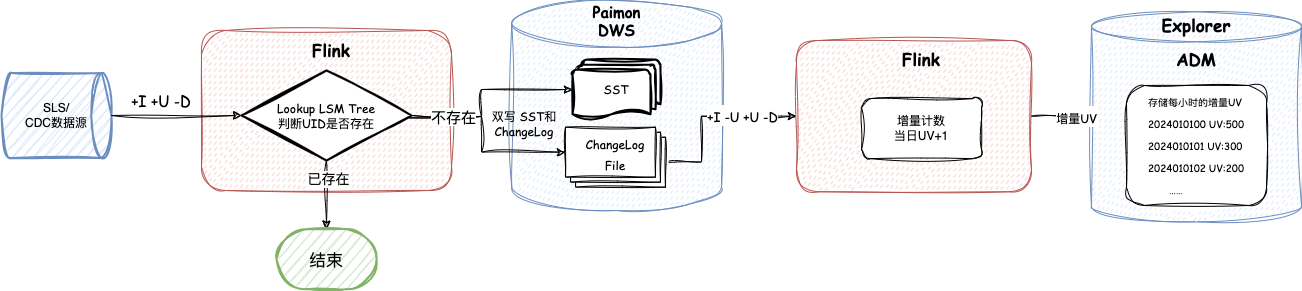 SLS/
CDC数据源
+I +U -D
Flink
Lookup LSM Tree
判断UID是否存在
已存在
结束
不存在
Paimon
DWS
双写 SST和
ChangeLog
SST
ChangeLog
File
+I -U +U -D
Flink
增量计数
当日UV+1
增量UV
Explorer
ADM
存储每小时的增量UV
2024010100 UV:500
2024010101 UV:300
2024010102 UV:200
......